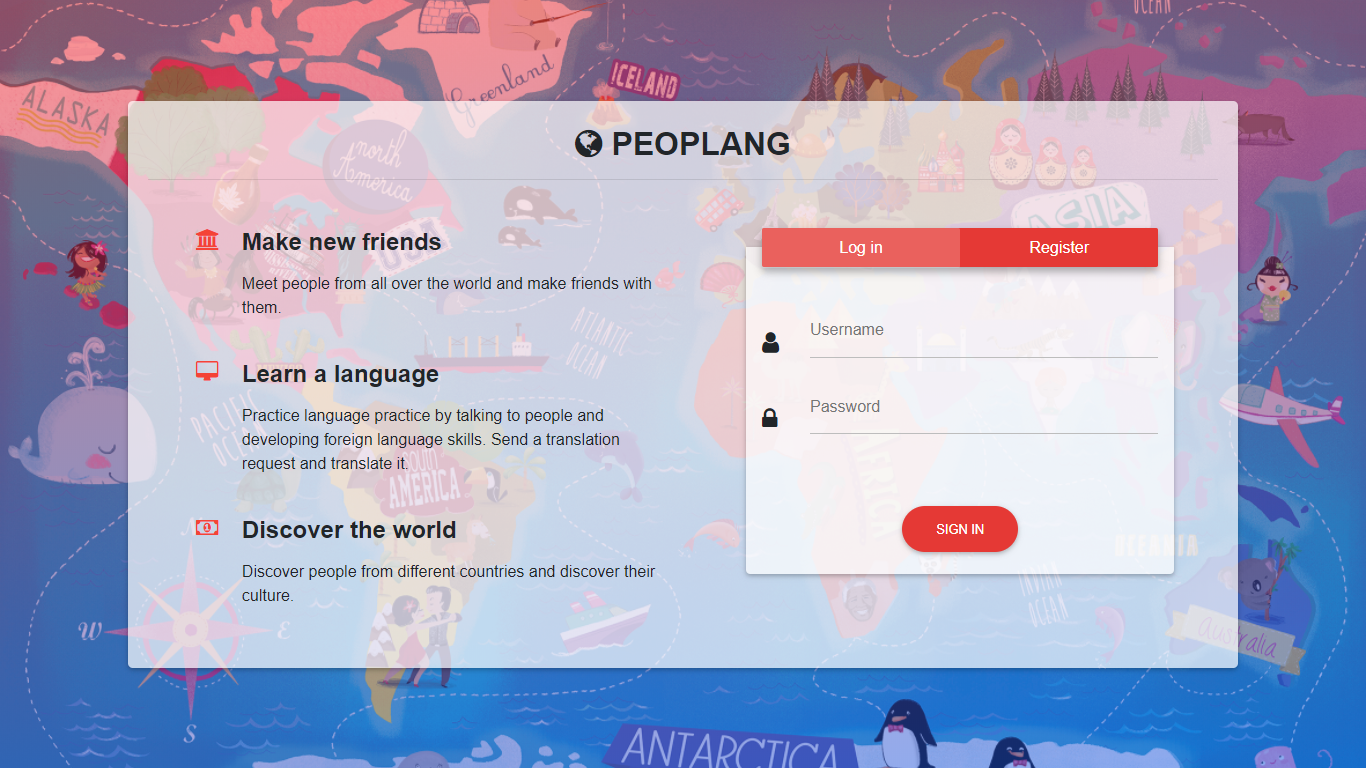 OCEAN
Greenland
ICELAND
ALASKA
PEOPLANG
north
America
ASIA
Make new friends
Log in
Register
Meet people from all over the world and make friends with
them.
Username
ATLANTIC
OCEAN
Learn a language
PACIFIC
OCEAN
Practice language practice by talking to people and
developing foreign language skills. Send a translation
request and translate it.
Password
SOUTH
AMERICA
AFRICA
Discover the world
SIGN IN
OCEANIA
Discover people from different countries and discover their
culture.
OCEAN
W
E
S
australia
ANTARCTICA